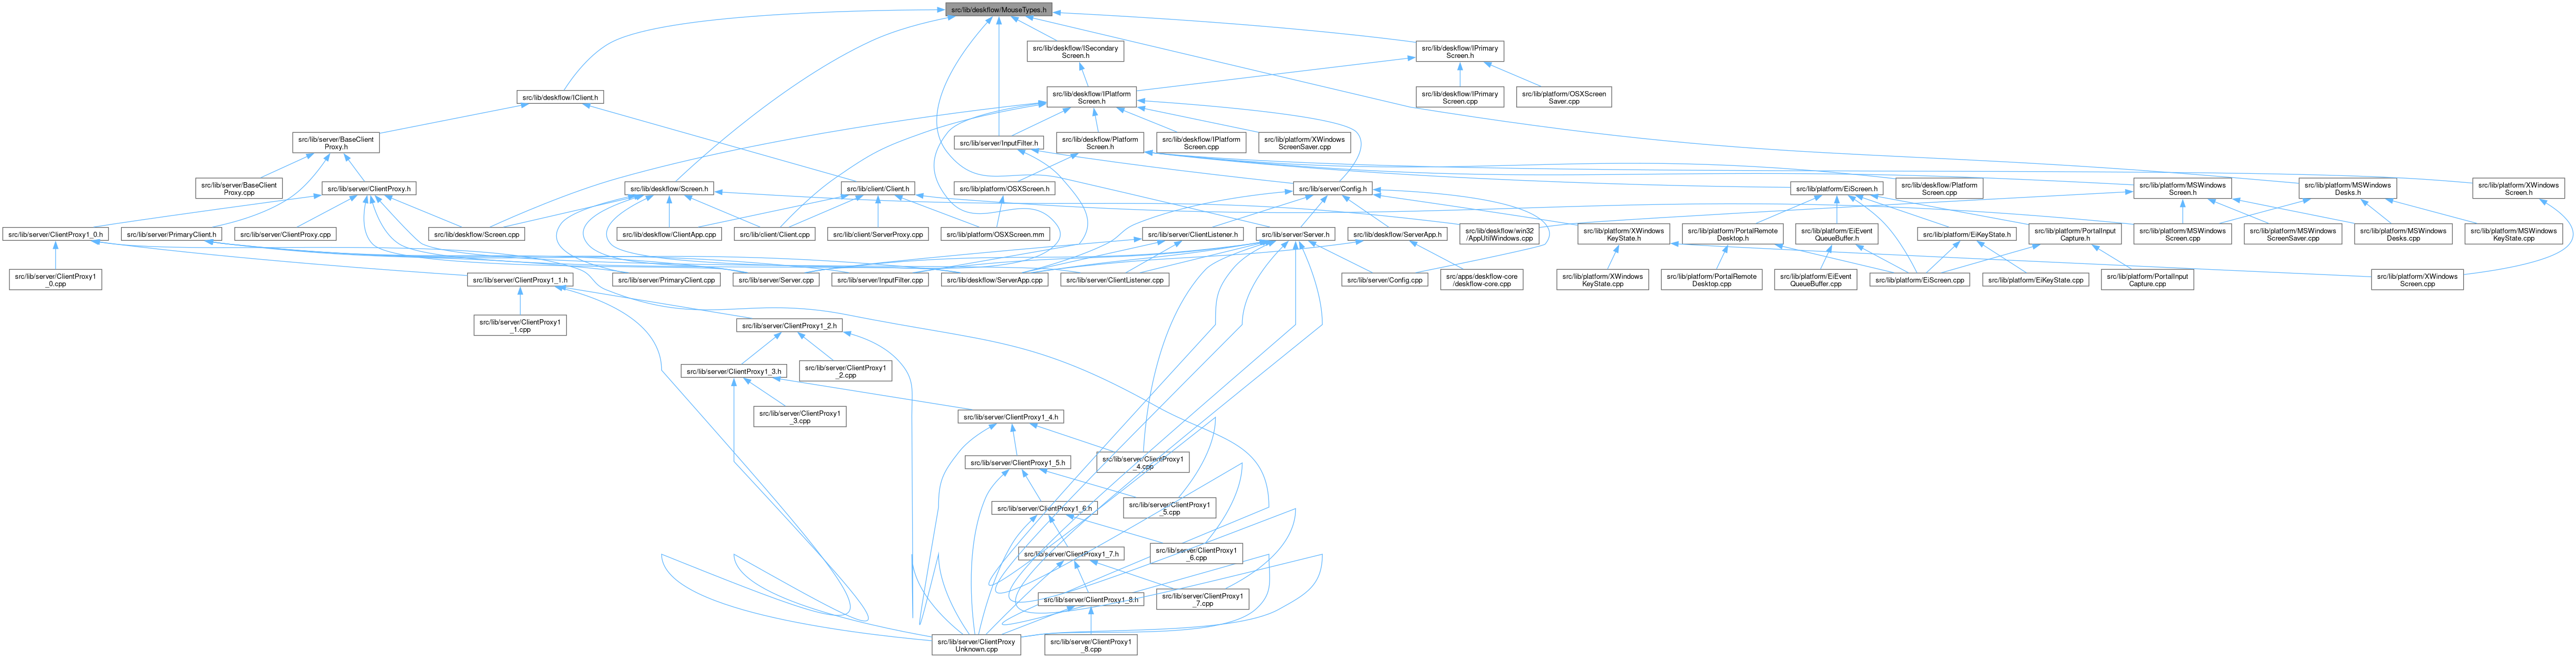 src/lib/deskflow/MouseTypes.h
src/lib/deskflow/ISecondary
Screen.h
src/lib/deskflow/IPrimary
Screen.h
src/lib/deskflow/IClient.h
src/lib/deskflow/IPlatform
Screen.h
src/lib/deskflow/IPrimary
Screen.cpp
src/lib/platform/OSXScreen
Saver.cpp
src/lib/server/BaseClient
Proxy.h
src/lib/server/InputFilter.h
src/lib/deskflow/Platform
Screen.h
src/lib/deskflow/IPlatform
Screen.cpp
src/lib/platform/XWindows
ScreenSaver.cpp
src/lib/server/BaseClient
Proxy.cpp
src/lib/server/ClientProxy.h
src/lib/deskflow/Screen.h
src/lib/client/Client.h
src/lib/platform/OSXScreen.h
src/lib/server/Config.h
src/lib/platform/EiScreen.h
src/lib/deskflow/Platform
Screen.cpp
src/lib/platform/MSWindows
Screen.h
src/lib/platform/MSWindows
Desks.h
src/lib/platform/XWindows
Screen.h
src/lib/server/ClientProxy1_0.h
src/lib/server/PrimaryClient.h
src/lib/server/ClientProxy.cpp
src/lib/deskflow/Screen.cpp
src/lib/deskflow/ClientApp.cpp
src/lib/client/Client.cpp
src/lib/client/ServerProxy.cpp
src/lib/platform/OSXScreen.mm
src/lib/server/ClientListener.h
src/lib/server/Server.h
src/lib/deskflow/ServerApp.h
src/lib/deskflow/win32
/AppUtilWindows.cpp
src/lib/platform/XWindows
KeyState.h
src/lib/platform/PortalRemote
Desktop.h
src/lib/platform/EiEvent
QueueBuffer.h
src/lib/platform/EiKeyState.h
src/lib/platform/PortalInput
Capture.h
src/lib/platform/MSWindows
Screen.cpp
src/lib/platform/MSWindows
ScreenSaver.cpp
src/lib/platform/MSWindows
Desks.cpp
src/lib/platform/MSWindows
KeyState.cpp
src/lib/server/ClientProxy1
_0.cpp
src/lib/server/ClientProxy1_1.h
src/lib/server/PrimaryClient.cpp
src/lib/server/Server.cpp
src/lib/server/InputFilter.cpp
src/lib/deskflow/ServerApp.cpp
src/lib/server/ClientListener.cpp
src/lib/server/Config.cpp
src/apps/deskflow-core
/deskflow-core.cpp
src/lib/platform/XWindows
KeyState.cpp
src/lib/platform/PortalRemote
Desktop.cpp
src/lib/platform/EiEvent
QueueBuffer.cpp
src/lib/platform/EiScreen.cpp
src/lib/platform/EiKeyState.cpp
src/lib/platform/PortalInput
Capture.cpp
src/lib/platform/XWindows
Screen.cpp
src/lib/server/ClientProxy1
_1.cpp
src/lib/server/ClientProxy1_2.h
src/lib/server/ClientProxy1_3.h
src/lib/server/ClientProxy1
_2.cpp
src/lib/server/ClientProxy1
_3.cpp
src/lib/server/ClientProxy1_4.h
src/lib/server/ClientProxy1_5.h
src/lib/server/ClientProxy1
_4.cpp
src/lib/server/ClientProxy1_6.h
src/lib/server/ClientProxy1
_5.cpp
src/lib/server/ClientProxy1_7.h
src/lib/server/ClientProxy1
_6.cpp
src/lib/server/ClientProxy1_8.h
src/lib/server/ClientProxy1
_7.cpp
src/lib/server/ClientProxy
Unknown.cpp
src/lib/server/ClientProxy1
_8.cpp